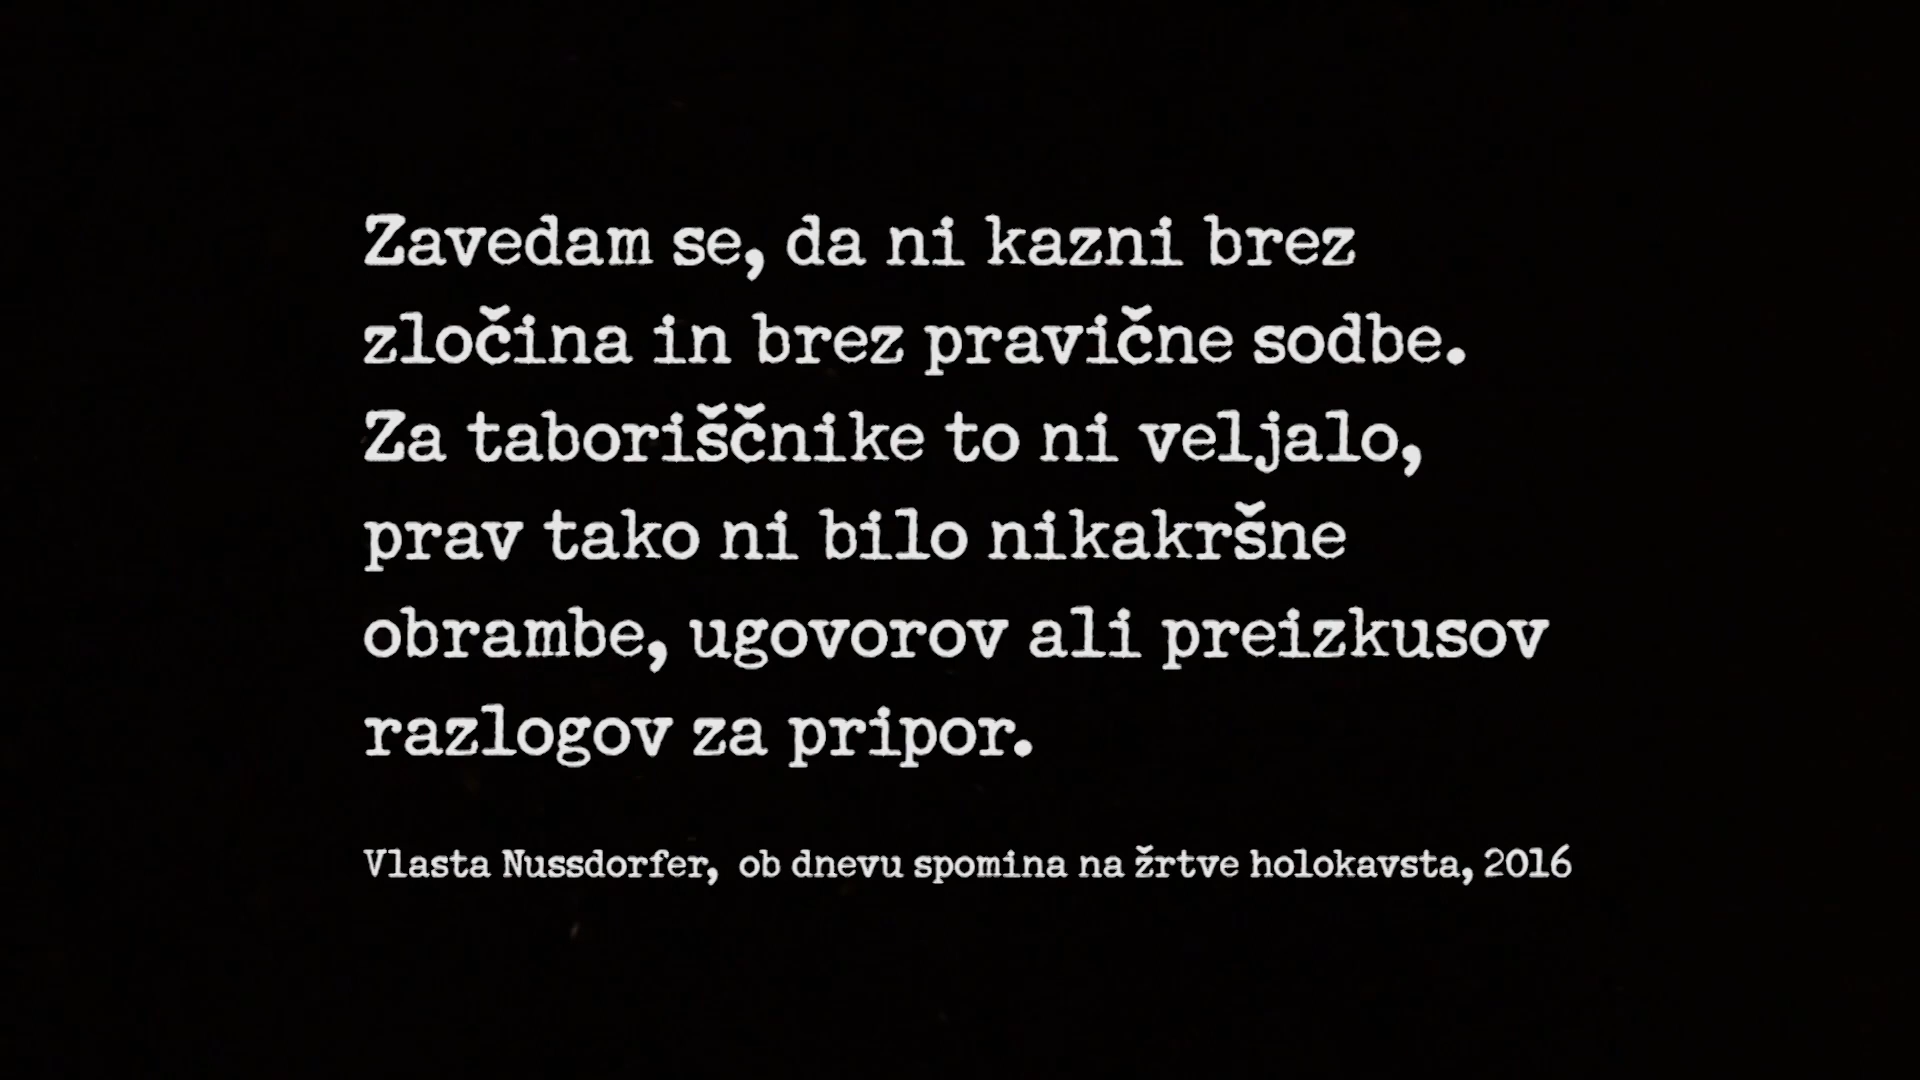 Zavedam se, da ni kazni brez
zločina in brez pravične sodbe.
Za taboriščnike to ni veljalo,
prav tako ni bilo nikakršne
obrambe, ugovorov ali preizkusov
razlogov za pripor.
Vlasta Nussdorfer, ob dnevu spomina na žrtve holokavsta, 2016